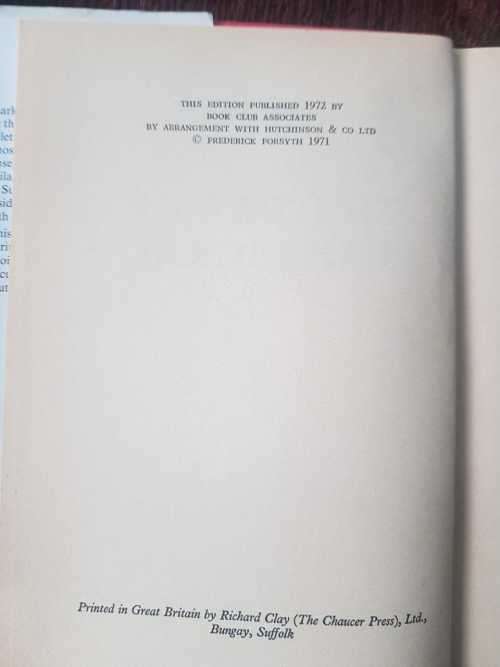 THIS EDITION PUBLISHED 1972 BY
BOOK CLUB ASSOCIATES
BY ARRANGEMENT WITH HUTCHINSON & CO LTD
© FREDERICK FORSYTH 1971
Printed in Great Britain by Richard Clay (The Chaucer Press), Ltd.,
Bungay, Suffolk